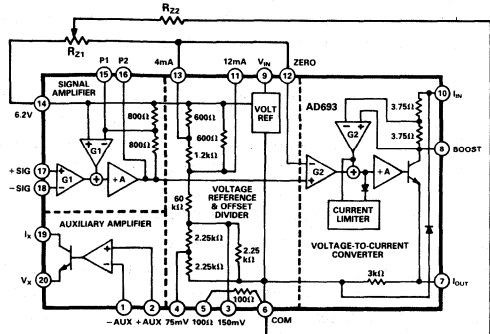 RZ2
RZ1
P1 P2 4mA 12mA VIN ZERO
15 16 13 11 9 12
SIGNAL
AMPLIFIER
14
6.2V
800Ω
800Ω
600Ω
600Ω
1.2kΩ
VOLT
REF
AD693
10 IIN
3.75Ω
3.75Ω
8 BOOST
G1
G2
+SIG 17
−SIG 18
G1 + +A
G2 + +A
60
kΩ
VOLTAGE
REFERENCE
& OFFSET
DIVIDER
CURRENT
LIMITER
AUXILIARY AMPLIFIER
IX 19
VX 20
+
−
2.25kΩ
2.25kΩ
2.25
kΩ
VOLTAGE-TO-CURRENT
CONVERTER
3kΩ
7 IOUT
100Ω
1 2 4 5 3 6
−AUX +AUX 75mV 100Ω 150mV COM